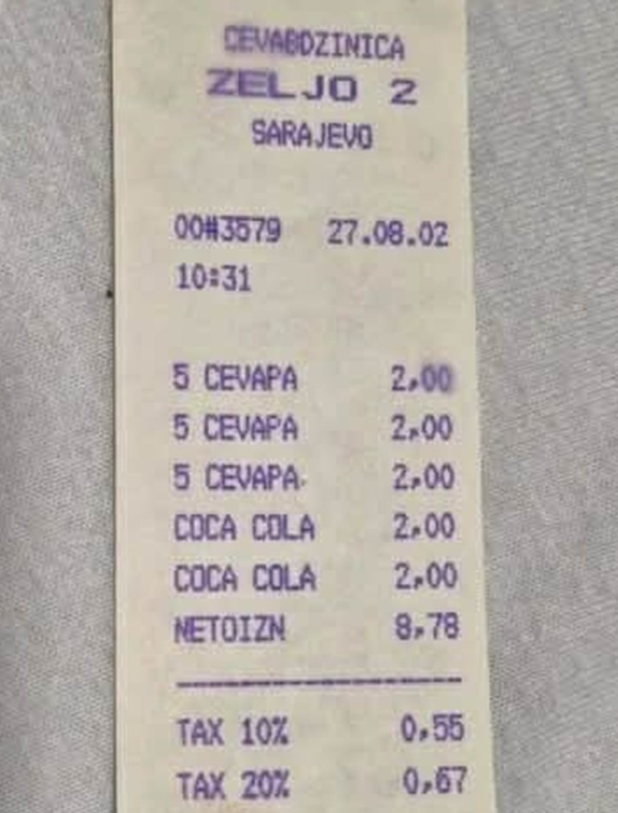 CEVABDZINICA
ZELJO 2
SARAJEVO
00#3579 27.08.02
10:31
5 CEVAPA 2,00
5 CEVAPA 2,00
5 CEVAPA 2,00
COCA COLA 2,00
COCA COLA 2,00
NETOIZN 8,78
TAX 10% 0,55
TAX 20% 0,67